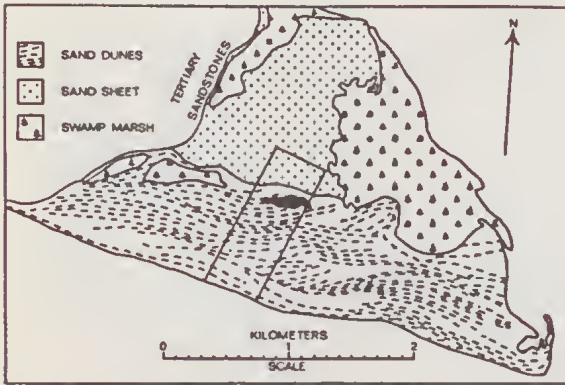 N
SAND DUNES
SAND SHEET
SWAMP MARSH
TERTIARY
SANDSTONES
KILOMETERS
0 1 2
SCALE